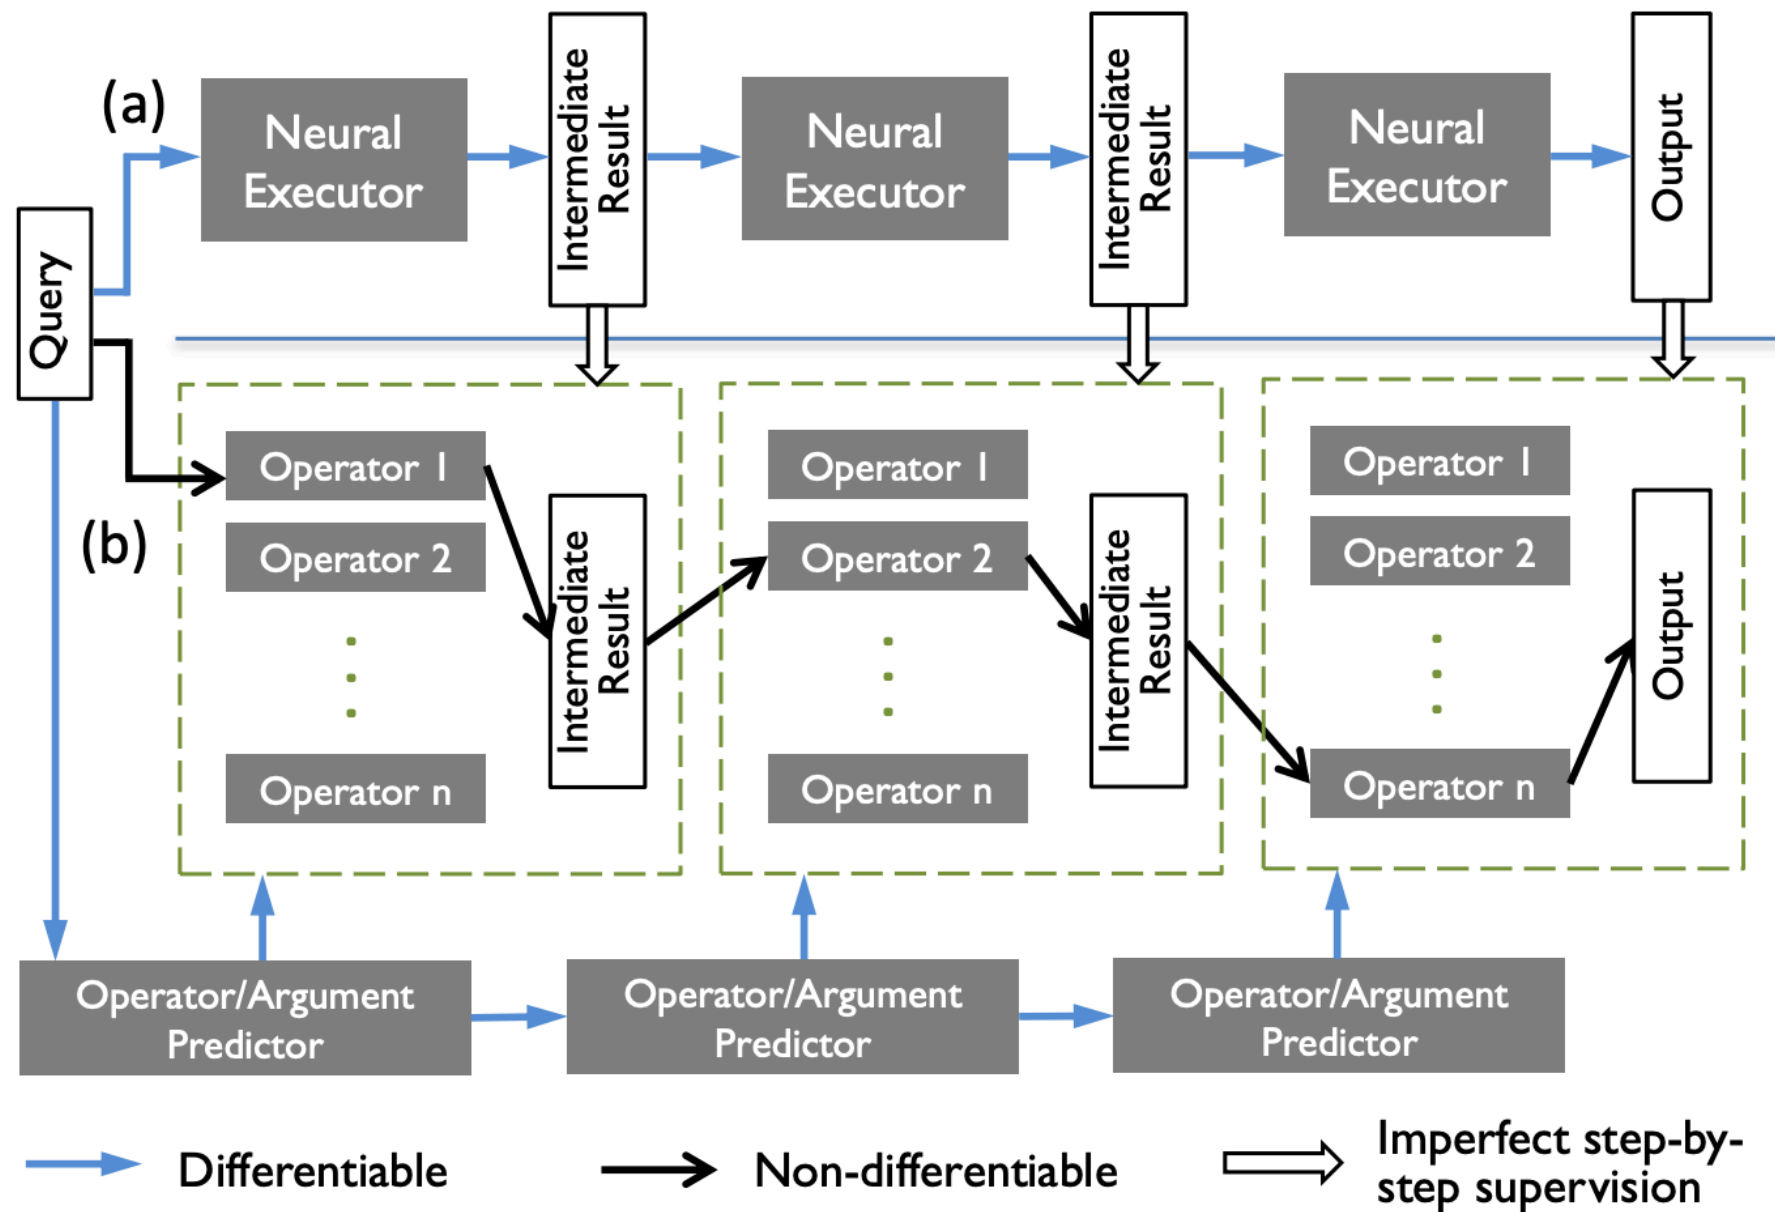 (a)
Neural
Executor
Intermediate
Result
Neural
Executor
Intermediate
Result
Neural
Executor
Output
Query
(b)
Operator 1
Operator 2
Operator n
Intermediate
Result
Operator 1
Operator 2
Operator n
Intermediate
Result
Operator 1
Operator 2
Operator n
Output
Operator/Argument
Predictor
Operator/Argument
Predictor
Operator/Argument
Predictor
Differentiable
Non-differentiable
Imperfect step-by-
step supervision